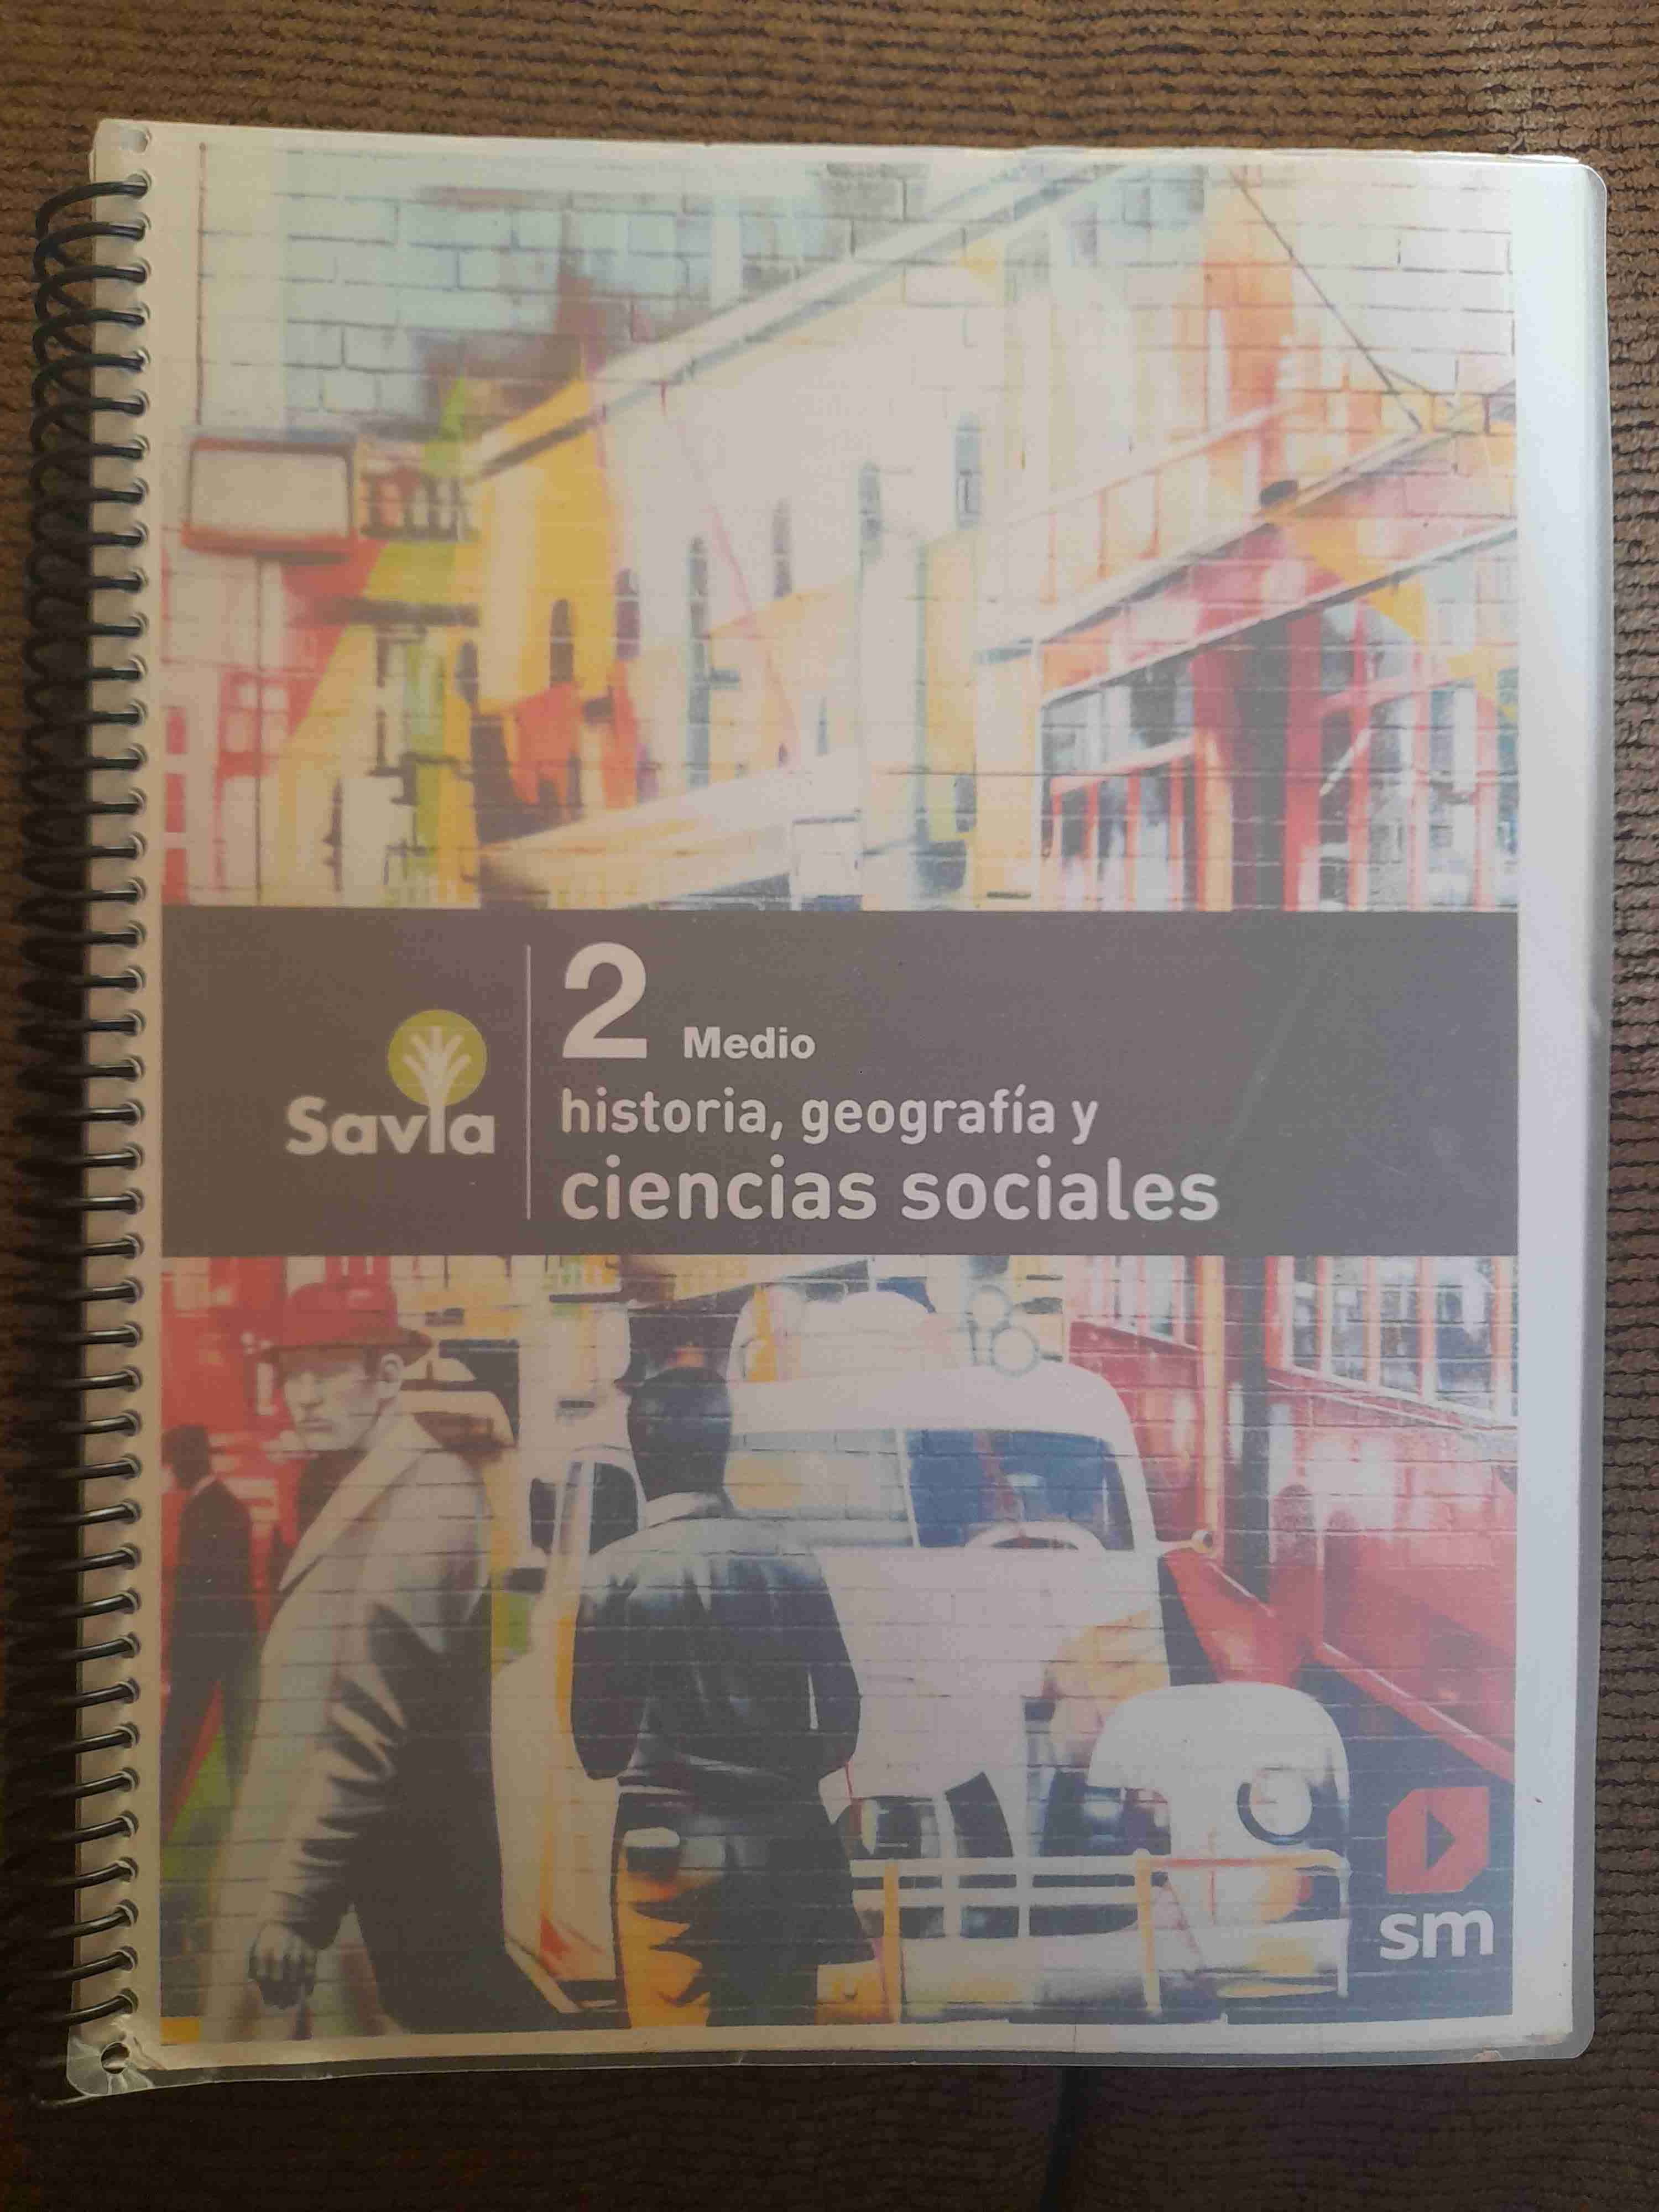 Savia
2 Medio
historia, geografía y
ciencias sociales
sm